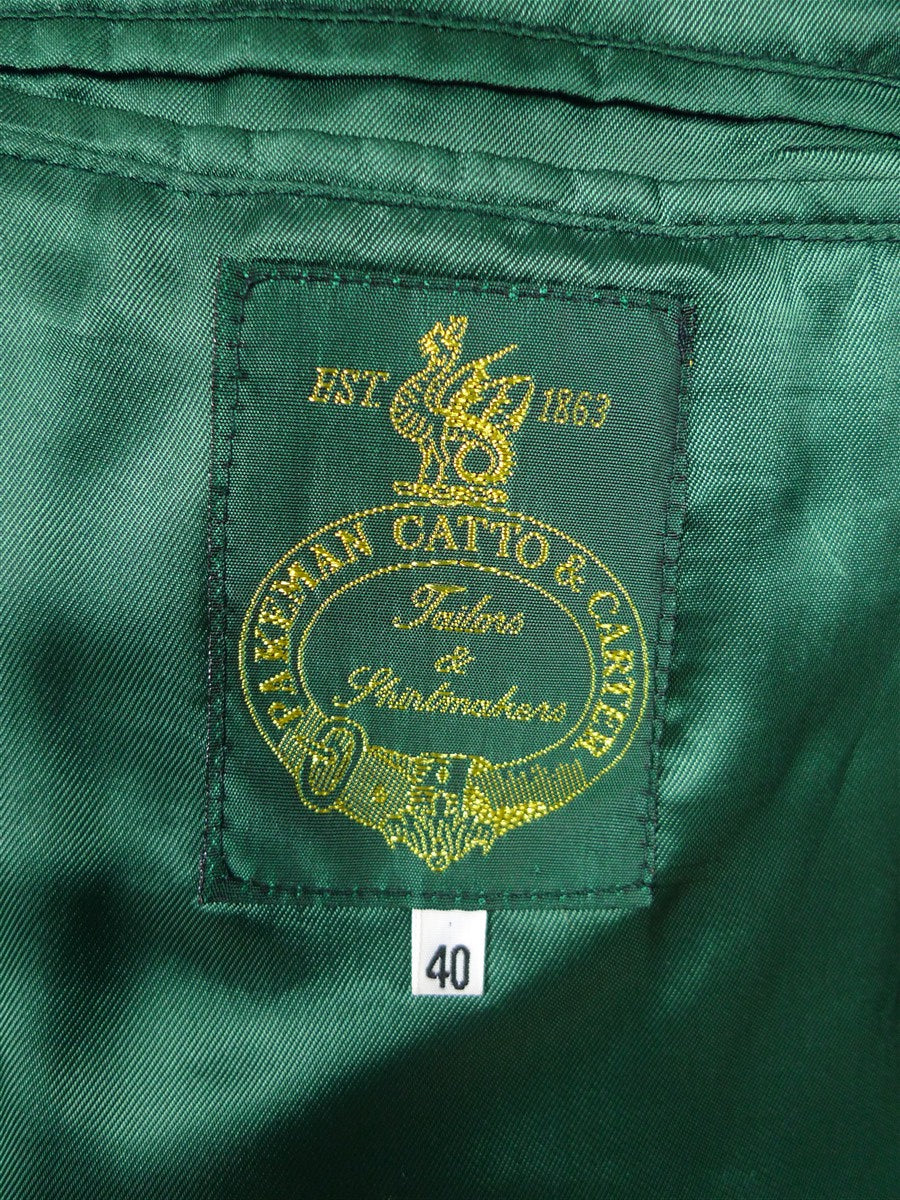 EST 1863
PAKEMAN CATTO & CARTER
Tailors
&
Shirtmakers
40